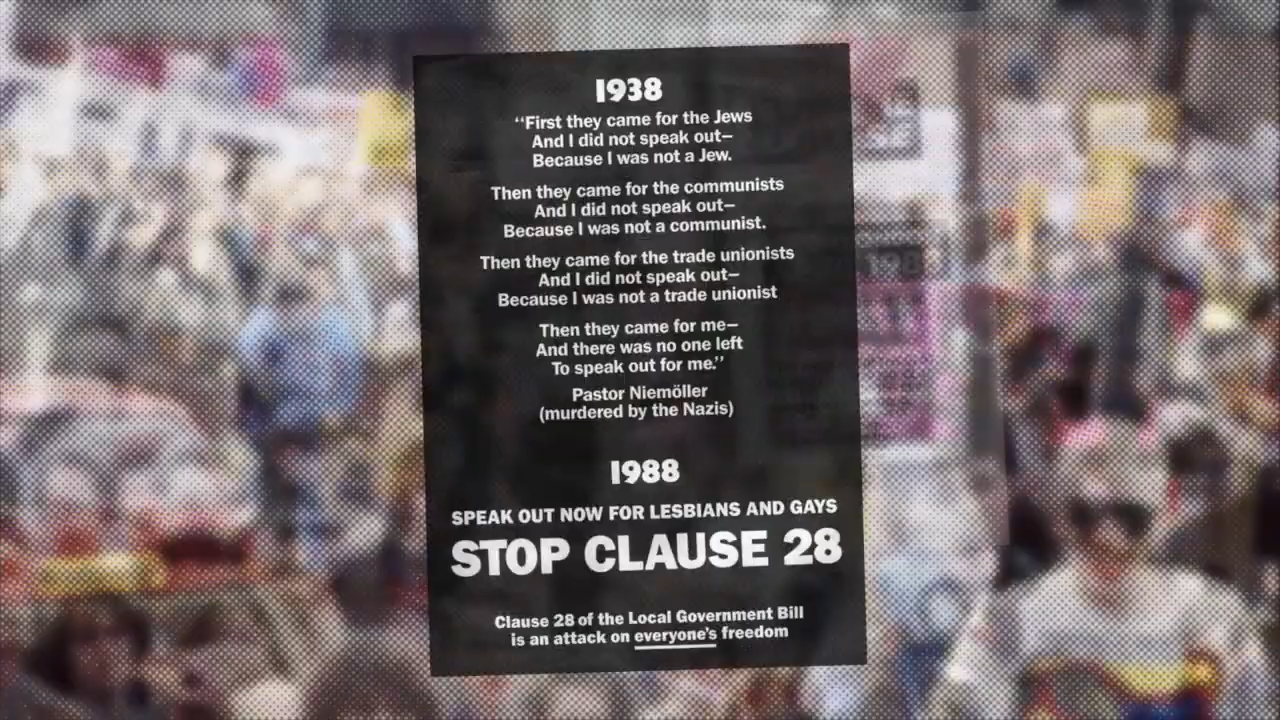 1938
“First they came for the Jews
And I did not speak out—
Because I was not a Jew.
Then they came for the communists
And I did not speak out—
Because I was not a communist.
Then they came for the trade unionists
And I did not speak out—
Because I was not a trade unionist
Then they came for me—
And there was no one left
To speak out for me.”
Pastor Niemöller
(murdered by the Nazis)
1988
SPEAK OUT NOW FOR LESBIANS AND GAYS
STOP CLAUSE 28
Clause 28 of the Local Government Bill
is an attack on everyone’s freedom